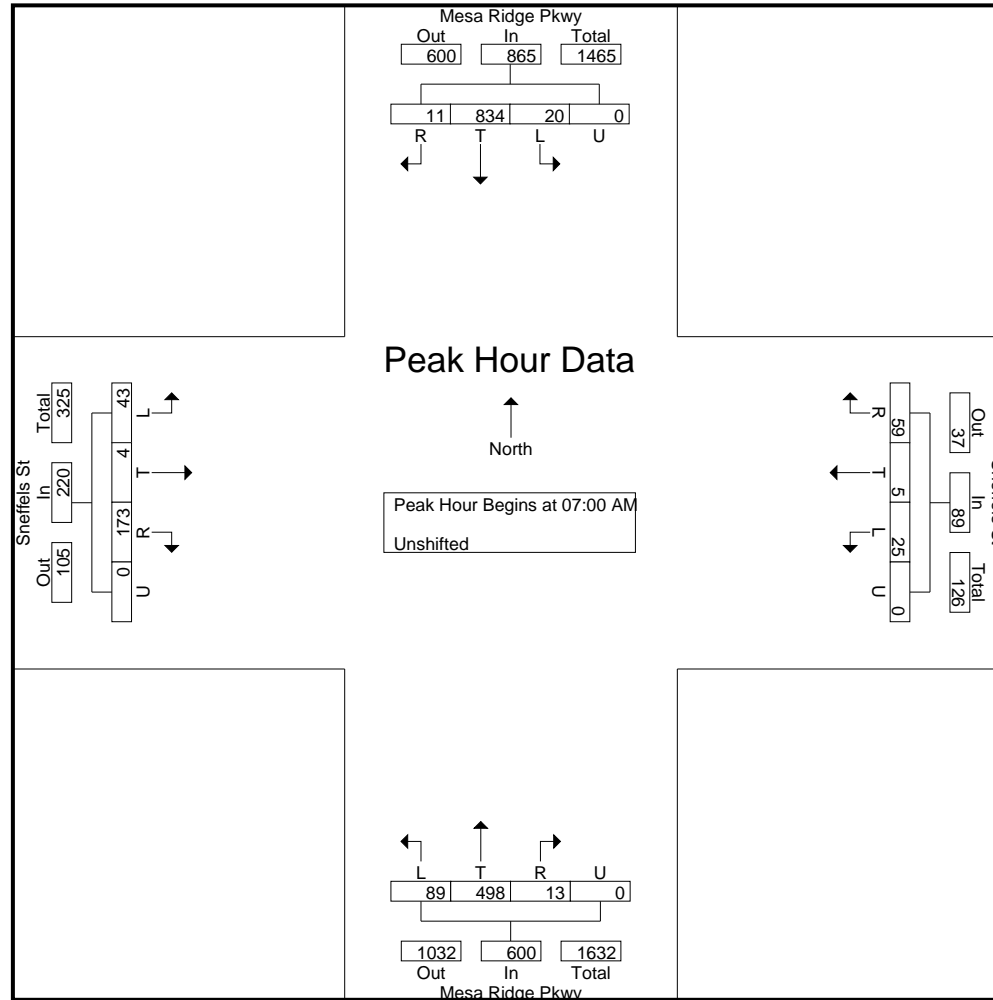 Mesa Ridge Pkwy
Out In Total
600 865 1465
11 834 20 0
R T L U
Peak Hour Data
North
Peak Hour Begins at 07:00 AM
Unshifted
Sneffels St
Total In Out
325 220 105
43 4 173 0
L T R U
R T L U
59 5 25 0
Out In Total
37 89 126
L T R U
89 498 13 0
1032 600 1632
Out In Total
Mesa Ridge Pkwy